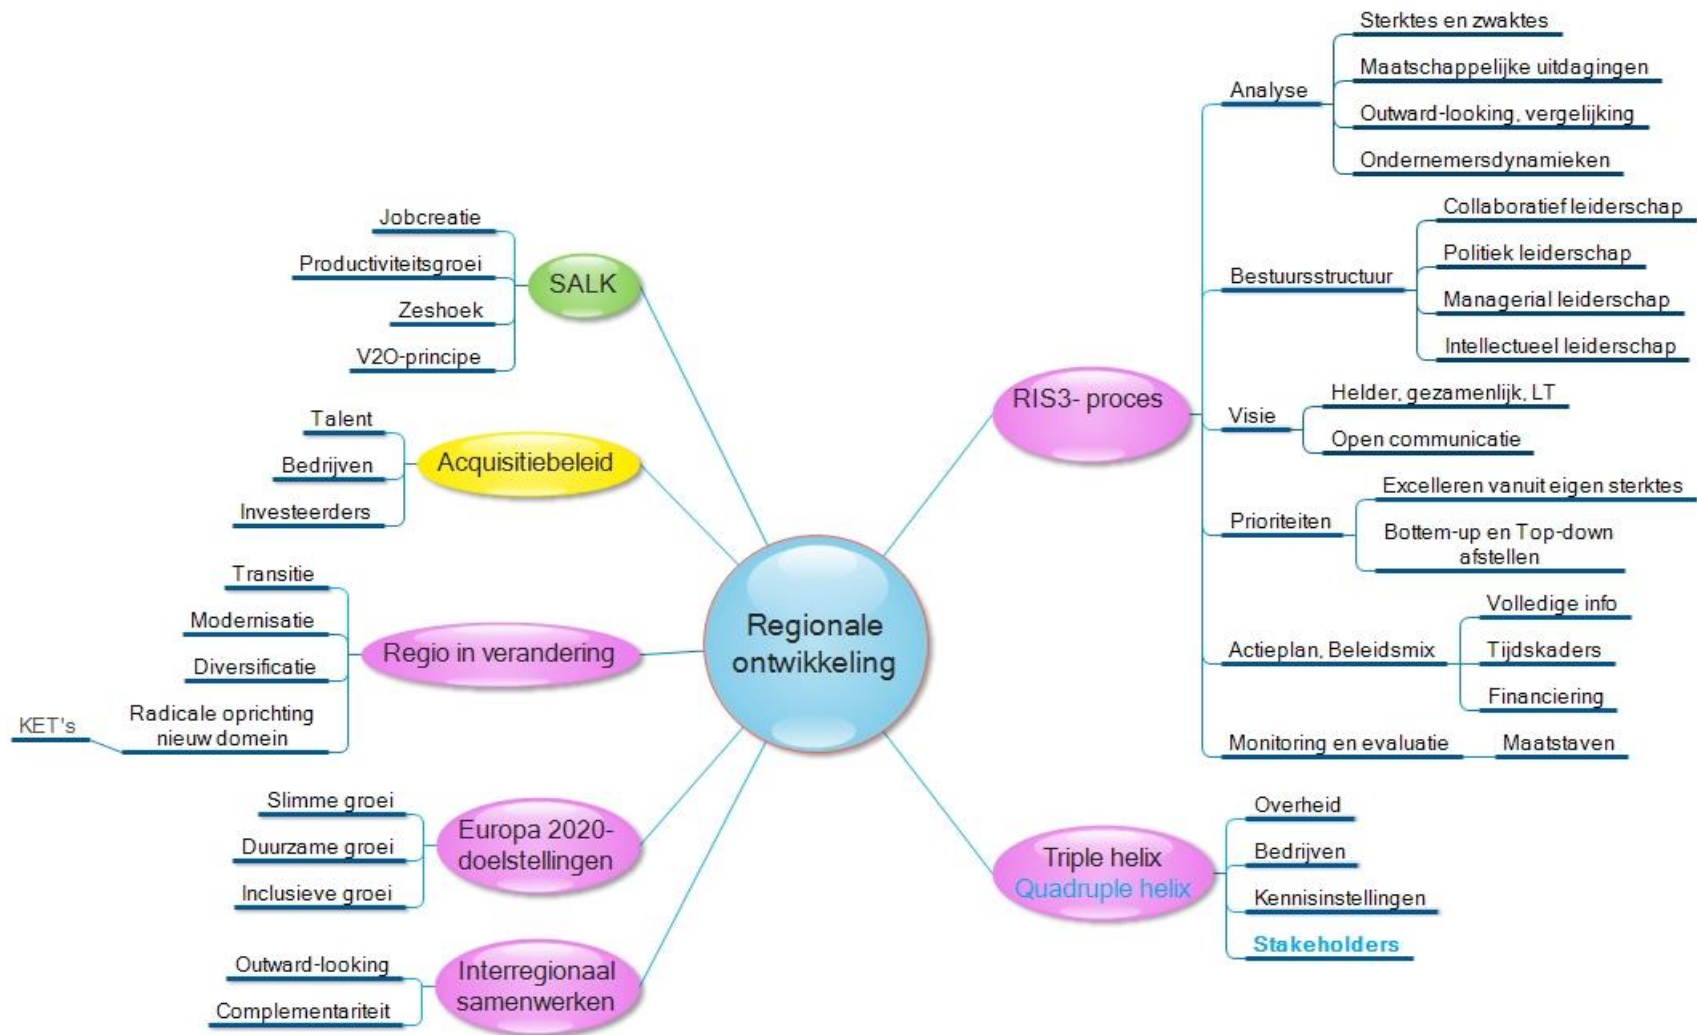 Regionale
ontwikkeling
SALK
Jobcreatie
Productiviteitsgroei
Zeshoek
V2O-principe
Acquisitiebeleid
Talent
Bedrijven
Investeerders
Regio in verandering
Transitie
Modernisatie
Diversificatie
Radicale oprichting
nieuw domein
KET's
Europa 2020-
doelstellingen
Slimme groei
Duurzame groei
Inclusieve groei
Interregionaal
samenwerken
Outward-looking
Complementariteit
RIS3- proces
Analyse
Sterktes en zwaktes
Maatschappelijke uitdagingen
Outward-looking, vergelijking
Ondernemersdynamieken
Bestuursstructuur
Collaboratief leiderschap
Politiek leiderschap
Managerial leiderschap
Intellectueel leiderschap
Visie
Helder, gezamenlijk, LT
Open communicatie
Prioriteiten
Excelleren vanuit eigen sterktes
Bottem-up en Top-down
afstellen
Actieplan, Beleidsmix
Volledige info
Tijdskaders
Financiering
Monitoring en evaluatie
Maatstaven
Triple helix
Quadruple helix
Overheid
Bedrijven
Kennisinstellingen
Stakeholders